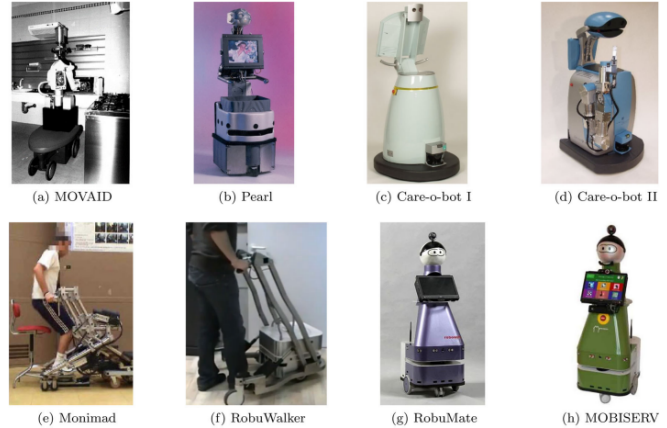 (a) MOVAID
(b) Pearl
(c) Care-o-bot I
(d) Care-o-bot II
(e) Monimad
(f) RobuWalker
(g) RobuMate
(h) MOBISERV